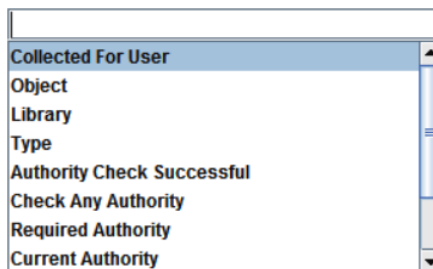 Collected For User
Object
Library
Type
Authority Check Successful
Check Any Authority
Required Authority
Current Authority